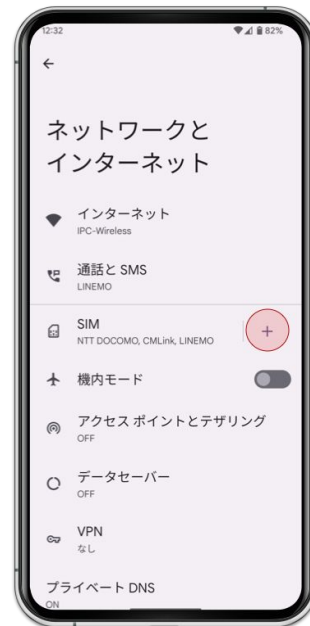 12:32
82%
ネットワークと
インターネット
インターネット
IPC-Wireless
通話と SMS
LINEMO
SIM
NTT DOCOMO, CMLink, LINEMO
+
機内モード
アクセス ポイントとテザリング
OFF
データセーバー
OFF
VPN
なし
プライベート DNS
ON